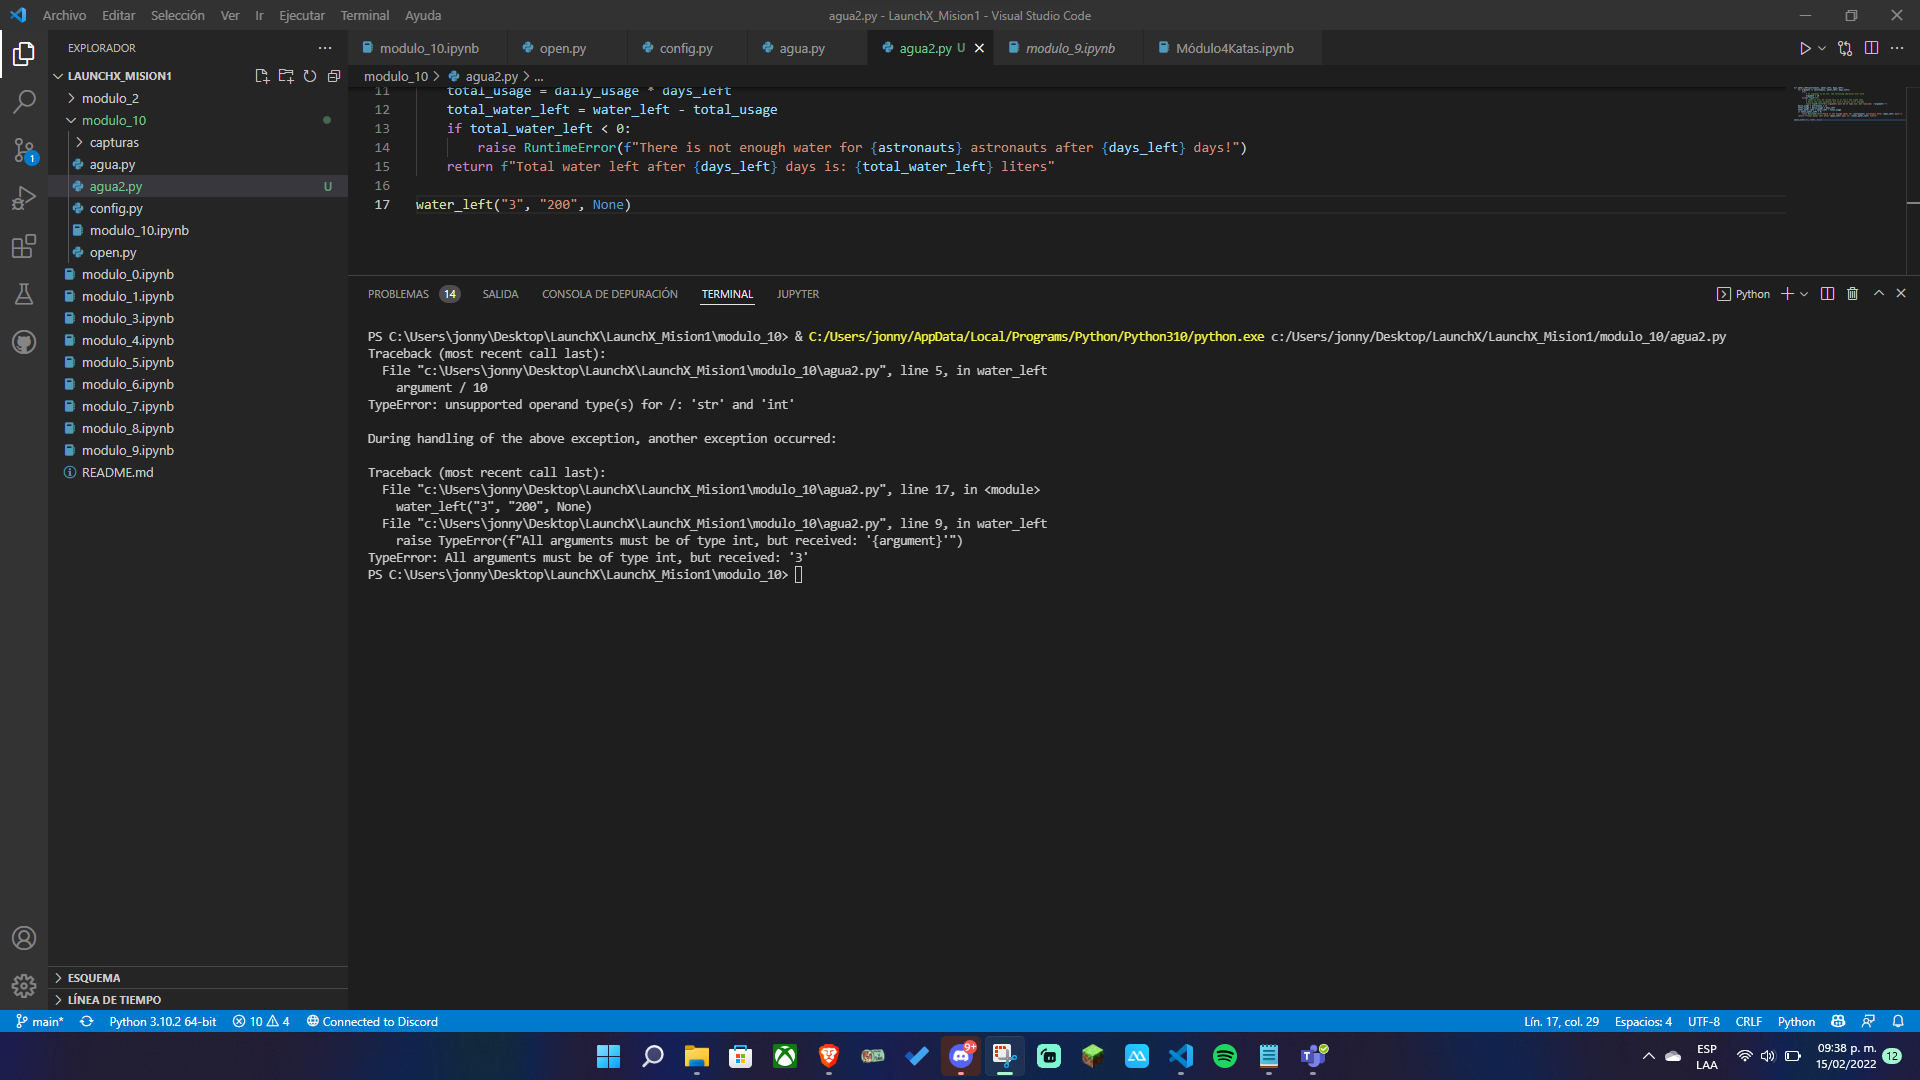 Archivo Editar Selección Ver Ir Ejecutar Terminal Ayuda
agua2.py - LaunchX_Mision1 - Visual Studio Code
EXPLORADOR
LAUNCHX_MISION1
modulo_2
modulo_10
capturas
agua.py
agua2.py U
config.py
modulo_10.ipynb
open.py
modulo_0.ipynb
modulo_1.ipynb
modulo_3.ipynb
modulo_4.ipynb
modulo_5.ipynb
modulo_6.ipynb
modulo_7.ipynb
modulo_8.ipynb
modulo_9.ipynb
README.md
ESQUEMA
LÍNEA DE TIEMPO
modulo_10.ipynb open.py config.py agua.py agua2.py U modulo_9.ipynb Módulo4Katas.ipynb
modulo_10 > agua2.py > ...
11 total_usage = daily_usage * days_left
12 total_water_left = water_left - total_usage
13 if total_water_left < 0:
14 raise RuntimeError(f"There is not enough water for {astronauts} astronauts after {days_left} days!")
15 return f"Total water left after {days_left} days is: {total_water_left} liters"
16
17 water_left("3", "200", None)
PROBLEMAS 14 SALIDA CONSOLA DE DEPURACIÓN TERMINAL JUPYTER
Python
PS C:\Users\jonny\Desktop\LaunchX\LaunchX_Mision1\modulo_10> & C:/Users/jonny/AppData/Local/Programs/Python/Python310/python.exe c:/Users/jonny/Desktop/LaunchX/LaunchX_Mision1/modulo_10/agua2.py
Traceback (most recent call last):
File "c:\Users\jonny\Desktop\LaunchX\LaunchX_Mision1\modulo_10\agua2.py", line 5, in water_left
argument / 10
TypeError: unsupported operand type(s) for /: 'str' and 'int'
During handling of the above exception, another exception occurred:
Traceback (most recent call last):
File "c:\Users\jonny\Desktop\LaunchX\LaunchX_Mision1\modulo_10\agua2.py", line 17, in <module>
water_left("3", "200", None)
File "c:\Users\jonny\Desktop\LaunchX\LaunchX_Mision1\modulo_10\agua2.py", line 9, in water_left
raise TypeError(f"All arguments must be of type int, but received: '{argument}'")
TypeError: All arguments must be of type int, but received: '3'
PS C:\Users\jonny\Desktop\LaunchX\LaunchX_Mision1\modulo_10>
1
main* Python 3.10.2 64-bit 10 4 Connected to Discord
Lín. 17, col. 29 Espacios: 4 UTF-8 CRLF Python
9+
ESP
LAA
09:38 p. m.
15/02/2022
12